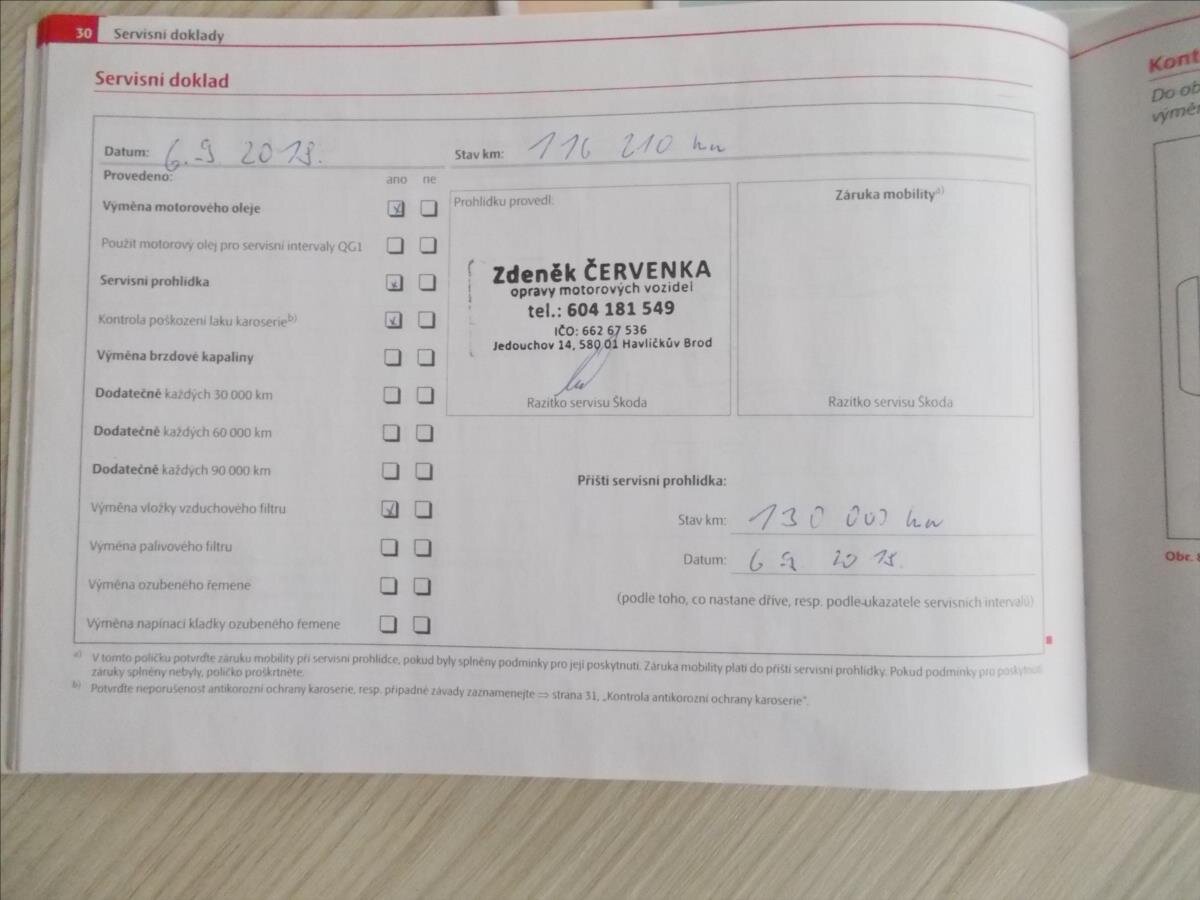 30 Servisní doklady
Servisní doklad
Datum: 6. 9 2018. Stav km: 116 210 km
Provedeno: ano ne
Výměna motorového oleje
Použit motorový olej pro servisní intervaly QG1
Servisní prohlídka
Kontrola poškození laku karoserie b)
Výměna brzdové kapaliny
Dodatečně každých 30 000 km
Dodatečně každých 60 000 km
Dodatečně každých 90 000 km
Výměna vložky vzduchového filtru
Výměna palivového filtru
Výměna ozubeného řemene
Výměna napínací kladky ozubeného řemene
Prohlídku provedl:
Zdeněk ČERVENKA
opravy motorových vozidel
tel.: 604 181 549
IČO: 662 67 536
Jedouchov 14, 580 01 Havlíčkův Brod
Razítko servisu Škoda
Záruka mobility a)
Razítko servisu Škoda
Příští servisní prohlídka:
Stav km: 130 000 km
Datum: 6 9 2019.
(podle toho, co nastane dříve, resp. podle ukazatele servisních intervalů)
a) V tomto políčku potvrďte záruku mobility při servisní prohlídce, pokud byly splněny podmínky pro její poskytnutí. Záruka mobility platí do příští servisní prohlídky. Pokud podmínky pro poskytnutí
záruky splněny nebyly, políčko proškrtněte.
b) Potvrďte neporušenost antikorozní ochrany karoserie, resp. případné závady zaznamenejte ⇒ strana 31, „Kontrola antikorozní ochrany karoserie“.
Kont
Do ob
výměn
Obr.